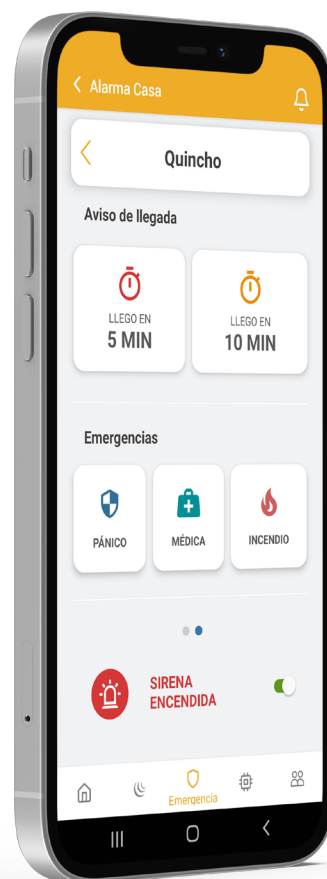 Alarma Casa
Quincho
Aviso de llegada
LLEGO EN
5 MIN
LLEGO EN
10 MIN
Emergencias
PÁNICO
MÉDICA
INCENDIO
SIRENA
ENCENDIDA
Emergencia